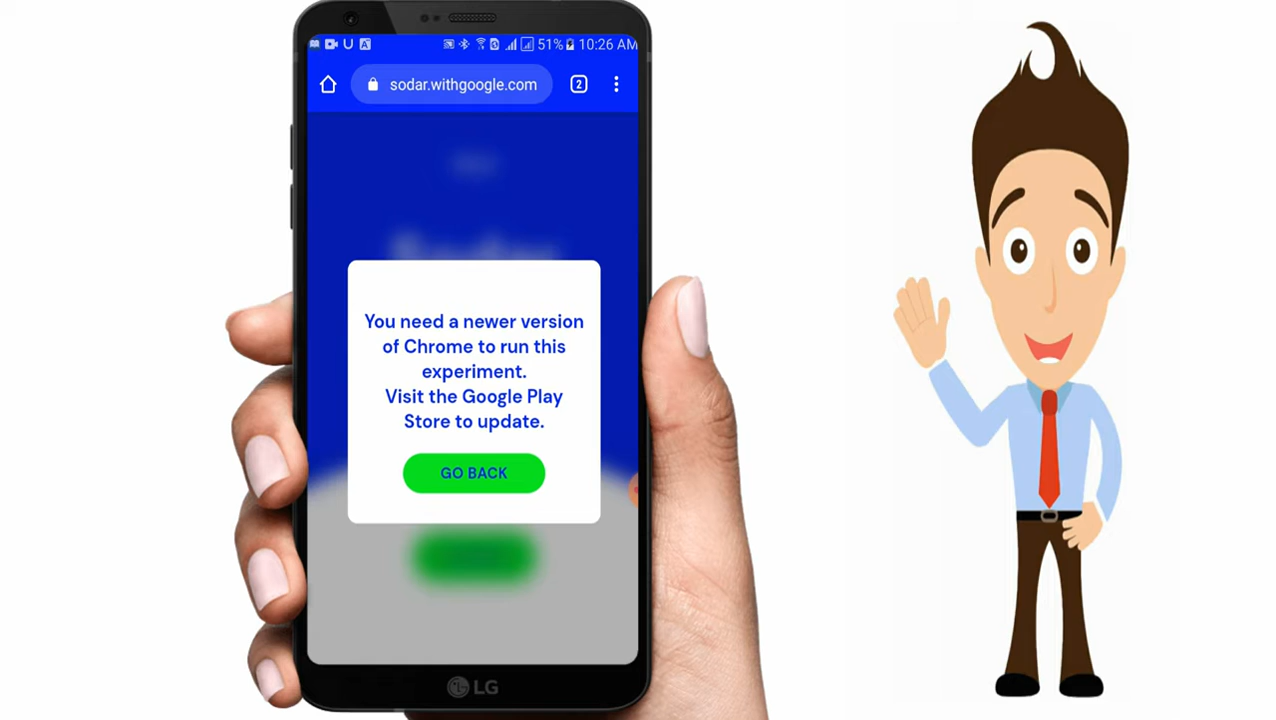 51% 10:26 AM
sodar.withgoogle.com
2
You need a newer version
of Chrome to run this
experiment.
Visit the Google Play
Store to update.
GO BACK
LG